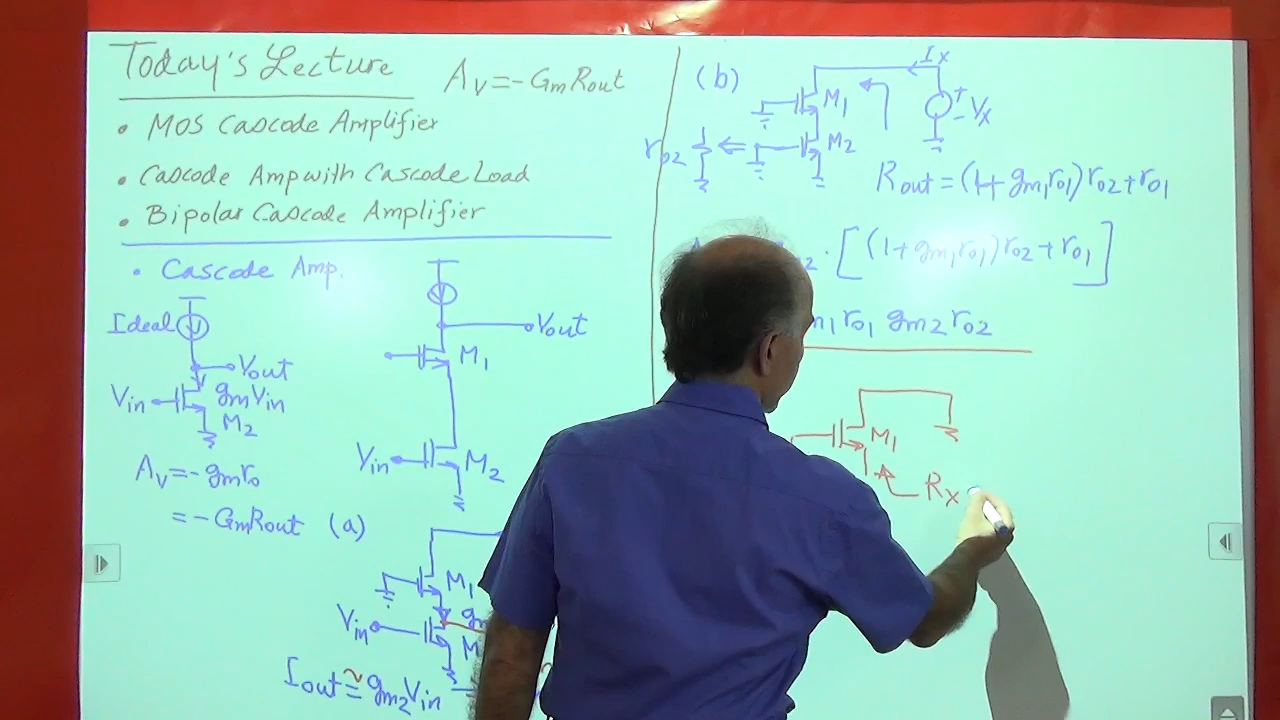 Today's Lecture
Av = -GmRout
• MOS Cascode Amplifier
• Cascode Amp with Cascode Load
• Bipolar Cascode Amplifier
• Cascode Amp.
Ideal
Vout
Vin
gmVin
M2
Av = -gmro
= -GmRout
Vout
M1
Vin
M2
(a)
M1
Vin
Iout ≅ gm2Vin
(b)
Ix
M1
+
- Vx
ro2
M2
Rout = (1+gm1ro1)ro2+ro1
· [(1+gm1ro1)ro2+ro1]
ro1 gm2ro2
M1
Rx